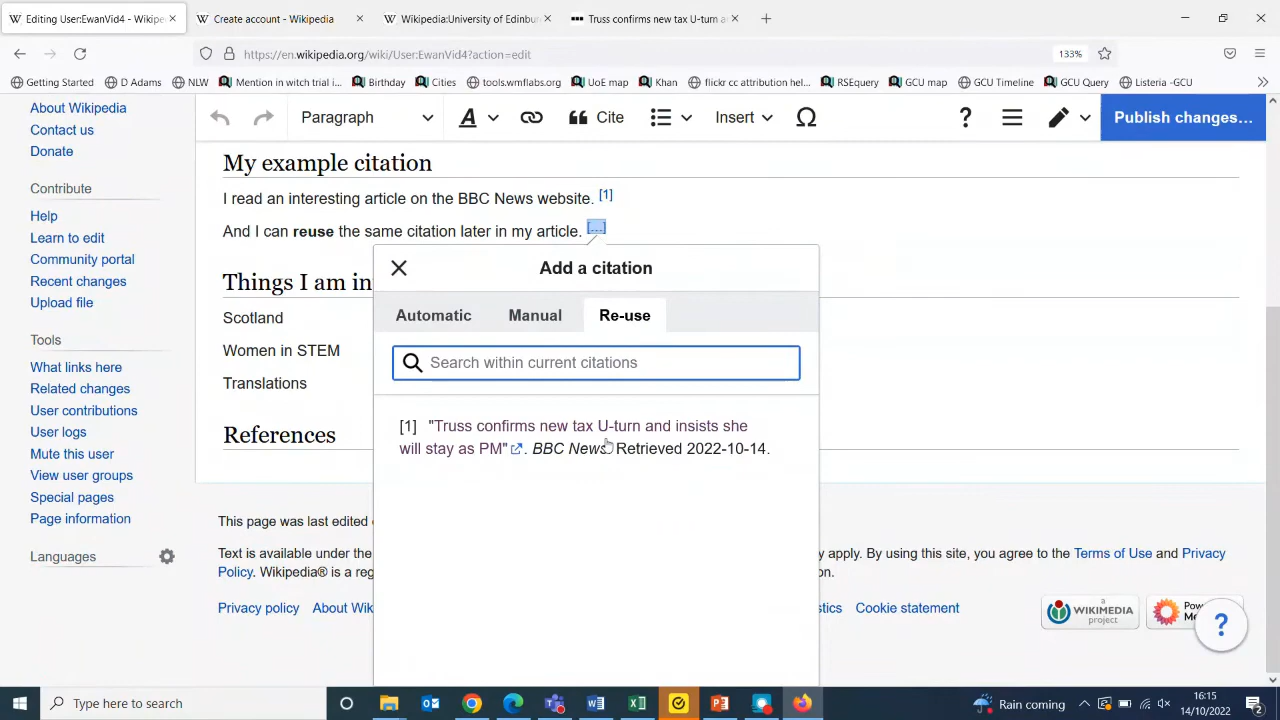 Editing User:EwanVid4 - Wikipe
Create account - Wikipedia
Wikipedia:University of Edinbur
Truss confirms new tax U-turn a
https://en.wikipedia.org/wiki/User:EwanVid4?action=edit
133%
Getting Started
D Adams
NLW
Mention in witch trial i...
Birthday
Cities
tools.wmflabs.org
UoE map
Khan
flickr cc attribution hel...
RSEquery
GCU map
GCU Timeline
GCU Query
Listeria -GCU
About Wikipedia
Contact us
Donate
Contribute
Help
Learn to edit
Community portal
Recent changes
Upload file
Tools
What links here
Related changes
User contributions
User logs
Mute this user
View user groups
Special pages
Page information
Languages
Paragraph
A
Cite
Insert
Ω
?
Publish changes...
My example citation
I read an interesting article on the BBC News website. [1]
And I can reuse the same citation later in my article. [...]
Things I am in
Scotland
Women in STEM
Translations
References
Add a citation
Automatic
Manual
Re-use
Search within current citations
[1] "Truss confirms new tax U-turn and insists she
will stay as PM" . BBC News. Retrieved 2022-10-14.
This page was last edited
Text is available under the
y apply. By using this site, you agree to the Terms of Use and Privacy
Policy. Wikipedia® is a reg
on.
Privacy policy
About Wik
stics
Cookie statement
a
WIKIMEDIA
project
Pow
Me
?
Type here to search
Rain coming
16:15
14/10/2022
2